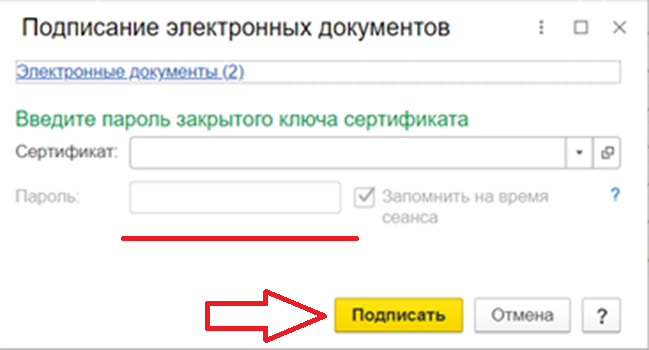 Подписание электронных документов
Электронные документы (2)
Введите пароль закрытого ключа сертификата
Сертификат:
Пароль:
Запомнить на время
сеанса
?
Подписать
Отмена
?